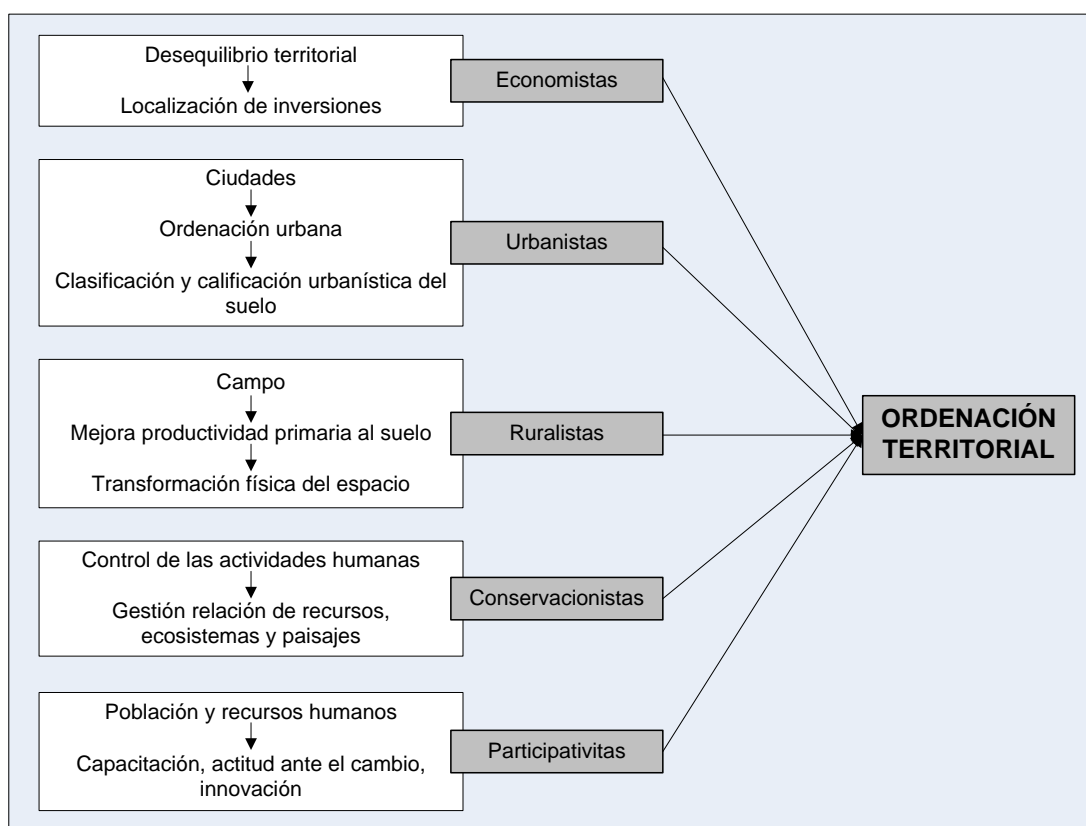 Desequilibrio territorial
Localización de inversiones
Economistas
Ciudades
Ordenación urbana
Clasificación y calificación urbanística del
suelo
Urbanistas
Campo
Mejora productividad primaria al suelo
Transformación física del espacio
Ruralistas
Control de las actividades humanas
Gestión relación de recursos,
ecosistemas y paisajes
Conservacionistas
Población y recursos humanos
Capacitación, actitud ante el cambio,
innovación
Participativitas
ORDENACIÓN
TERRITORIAL